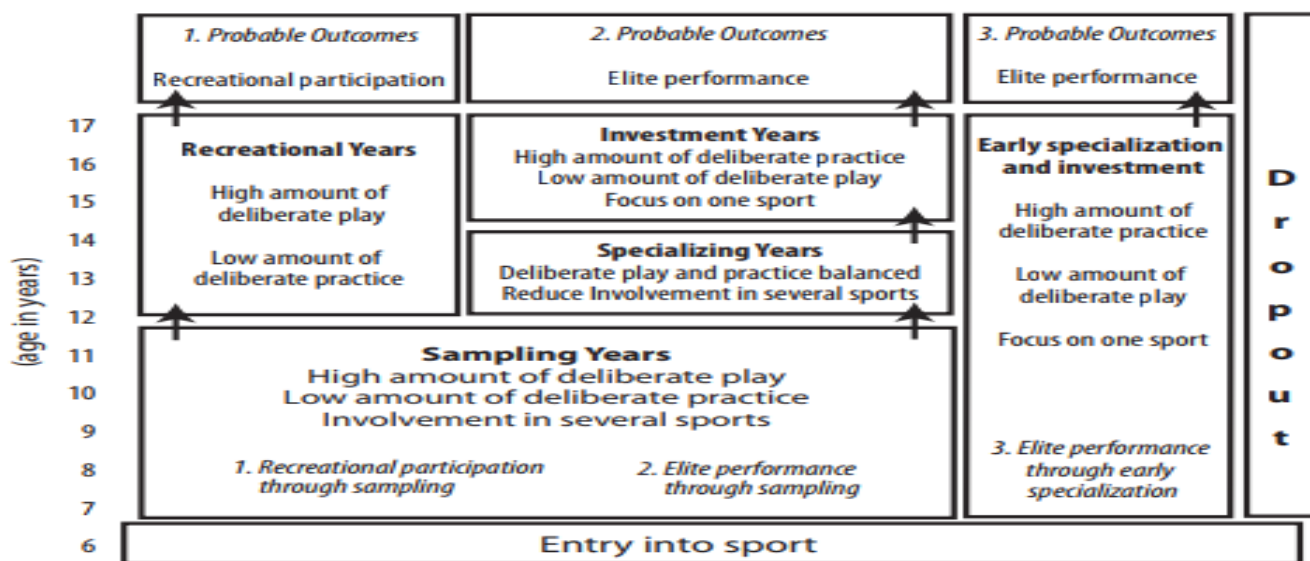 1. Probable Outcomes
Recreational participation
2. Probable Outcomes
Elite performance
3. Probable Outcomes
Elite performance
(age in years)
17
16
15
14
13
12
11
10
9
8
7
6
Recreational Years
High amount of
deliberate play
Low amount of
deliberate practice
Investment Years
High amount of deliberate practice
Low amount of deliberate play
Focus on one sport
Specializing Years
Deliberate play and practice balanced
Reduce Involvement in several sports
Early specialization
and investment
High amount of
deliberate practice
Low amount of
deliberate play
Focus on one sport
3. Elite performance
through early
specialization
Sampling Years
High amount of deliberate play
Low amount of deliberate practice
Involvement in several sports
1. Recreational participation
through sampling
2. Elite performance
through sampling
Dropout
Entry into sport